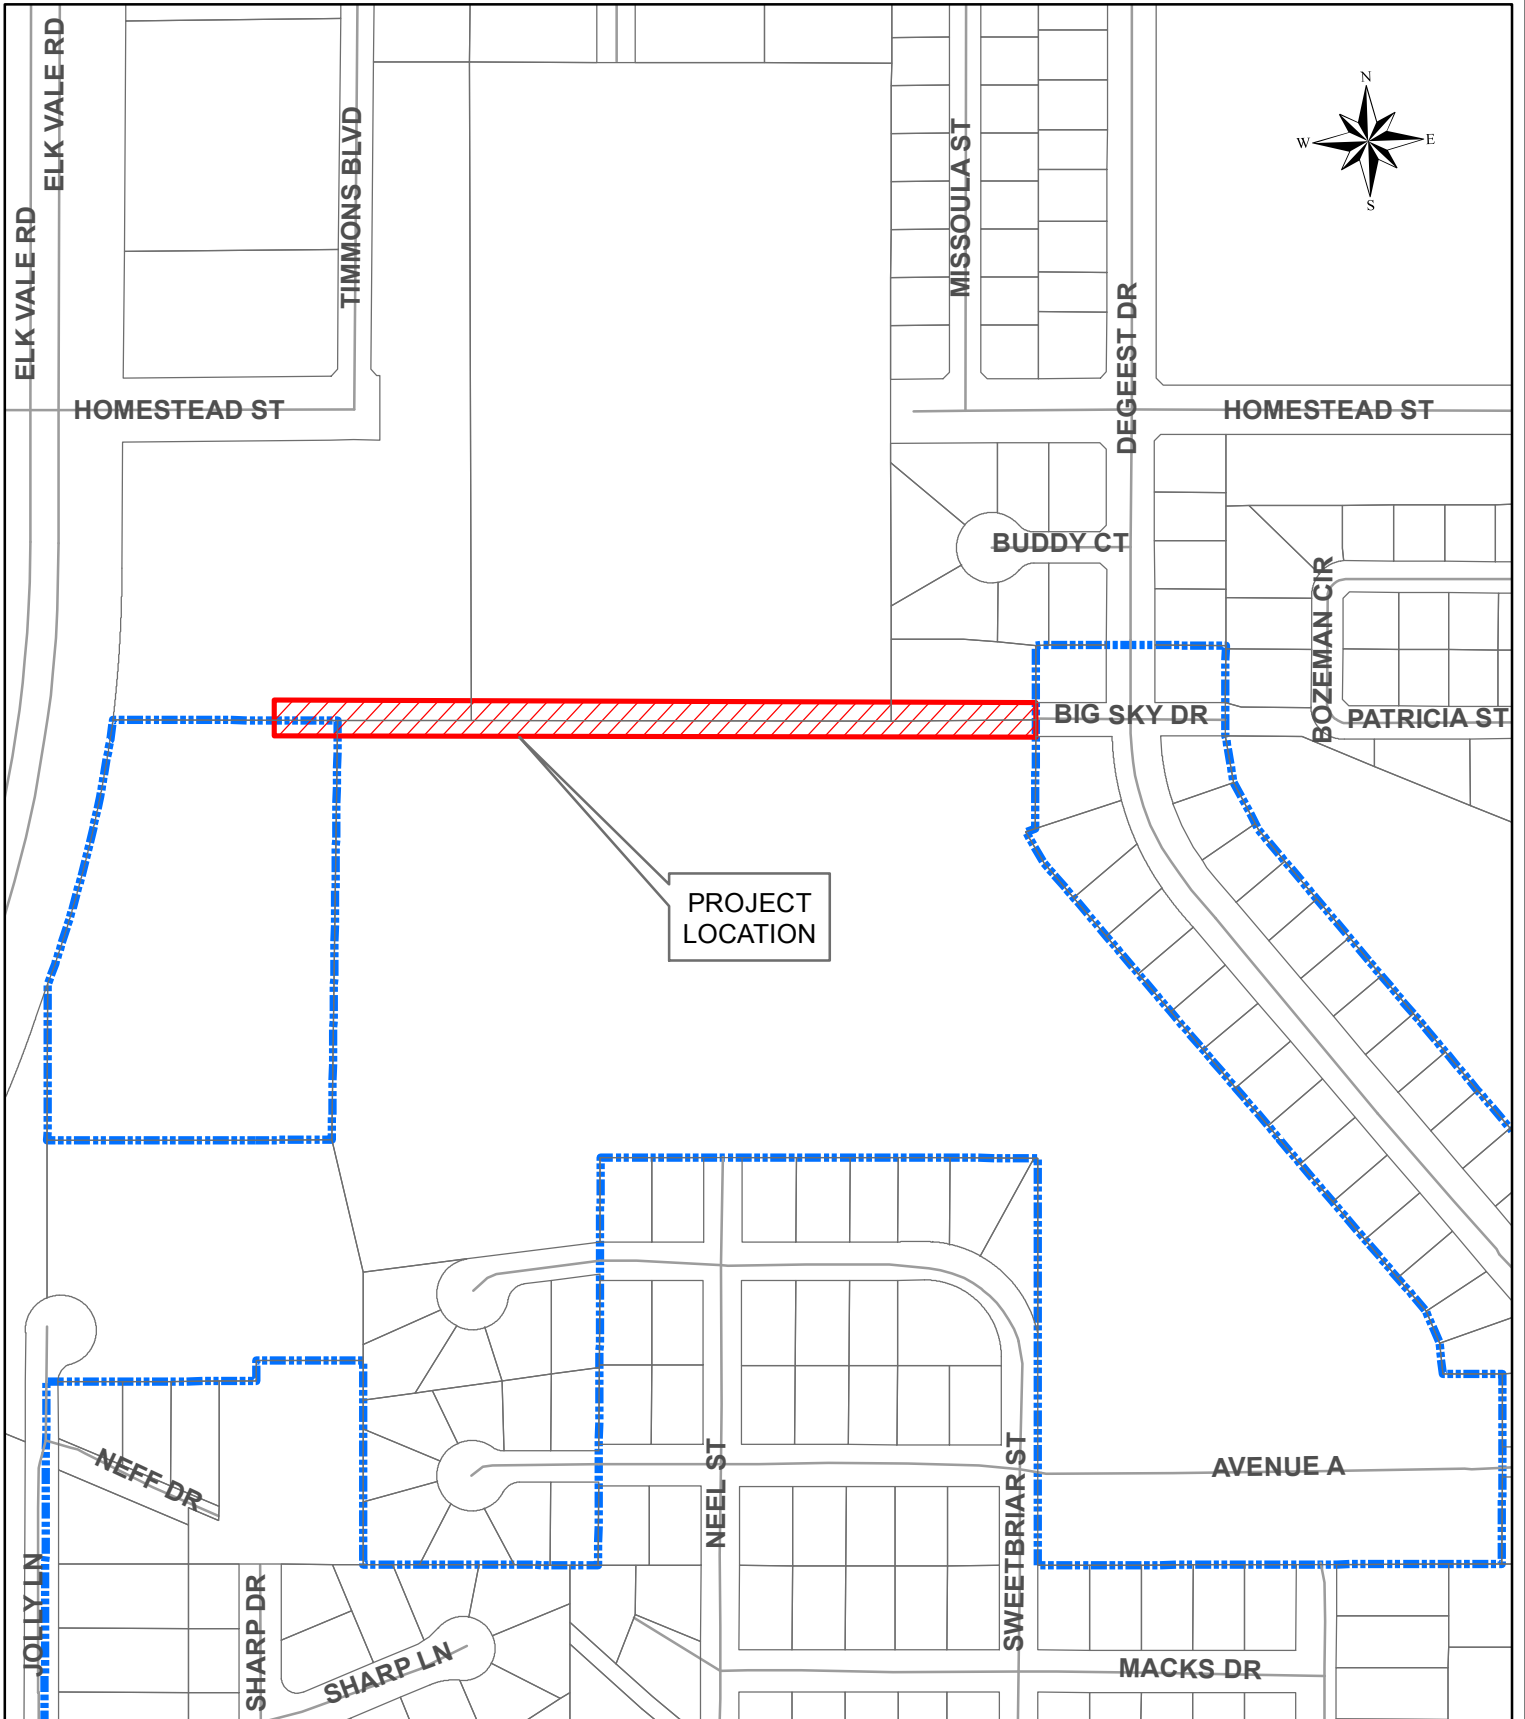 ELK VALE RD
ELK VALE RD
TIMMONS BLVD
MISSOULA ST
DEGEEST DR
N
W
E
S
HOMESTEAD ST
HOMESTEAD ST
BUDDY CT
BOZEMAN CIR
BIG SKY DR
PATRICIA ST
PROJECT
LOCATION
NEFF DR
NEEL ST
SWEETBRIAR ST
AVENUE A
JOLLY LN
SHARP DR
SHARP LN
MACKS DR